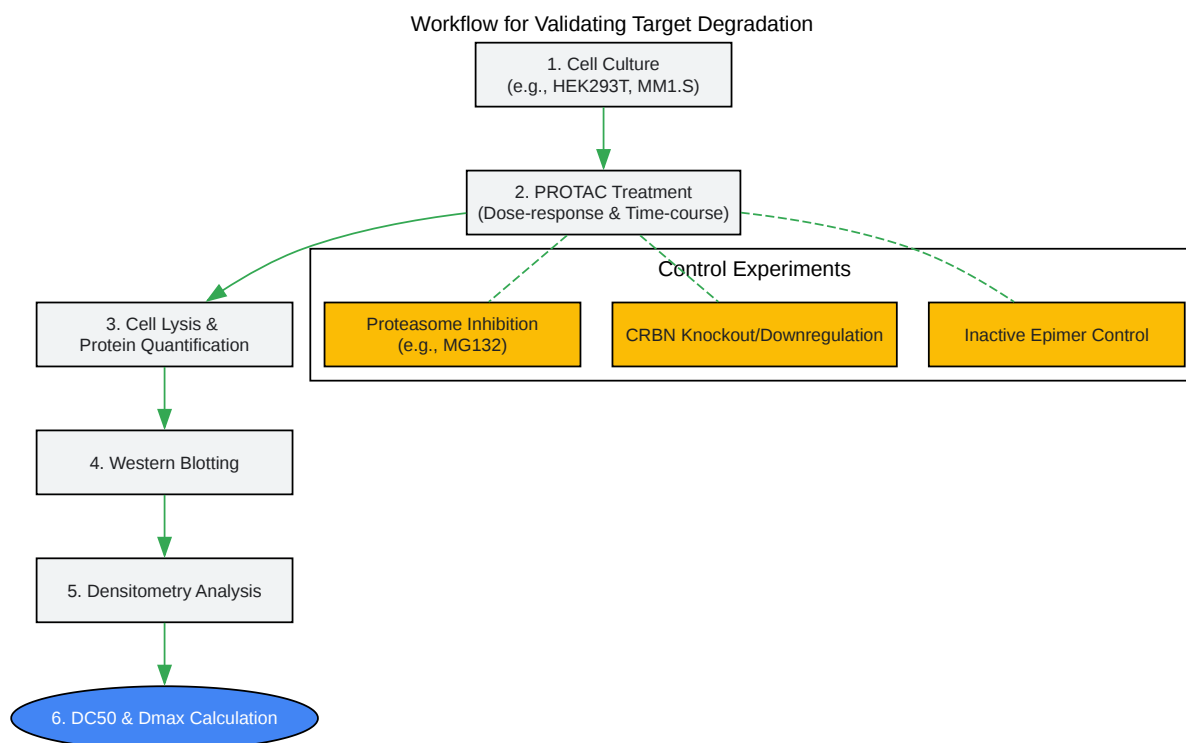 Workflow for Validating Target Degradation
1. Cell Culture
(e.g., HEK293T, MM1.S)
2. PROTAC Treatment
(Dose-response & Time-course)
Control Experiments
3. Cell Lysis &
Protein Quantification
Proteasome Inhibition
(e.g., MG132)
CRBN Knockout/Downregulation
Inactive Epimer Control
4. Western Blotting
5. Densitometry Analysis
6. DC50 & Dmax Calculation